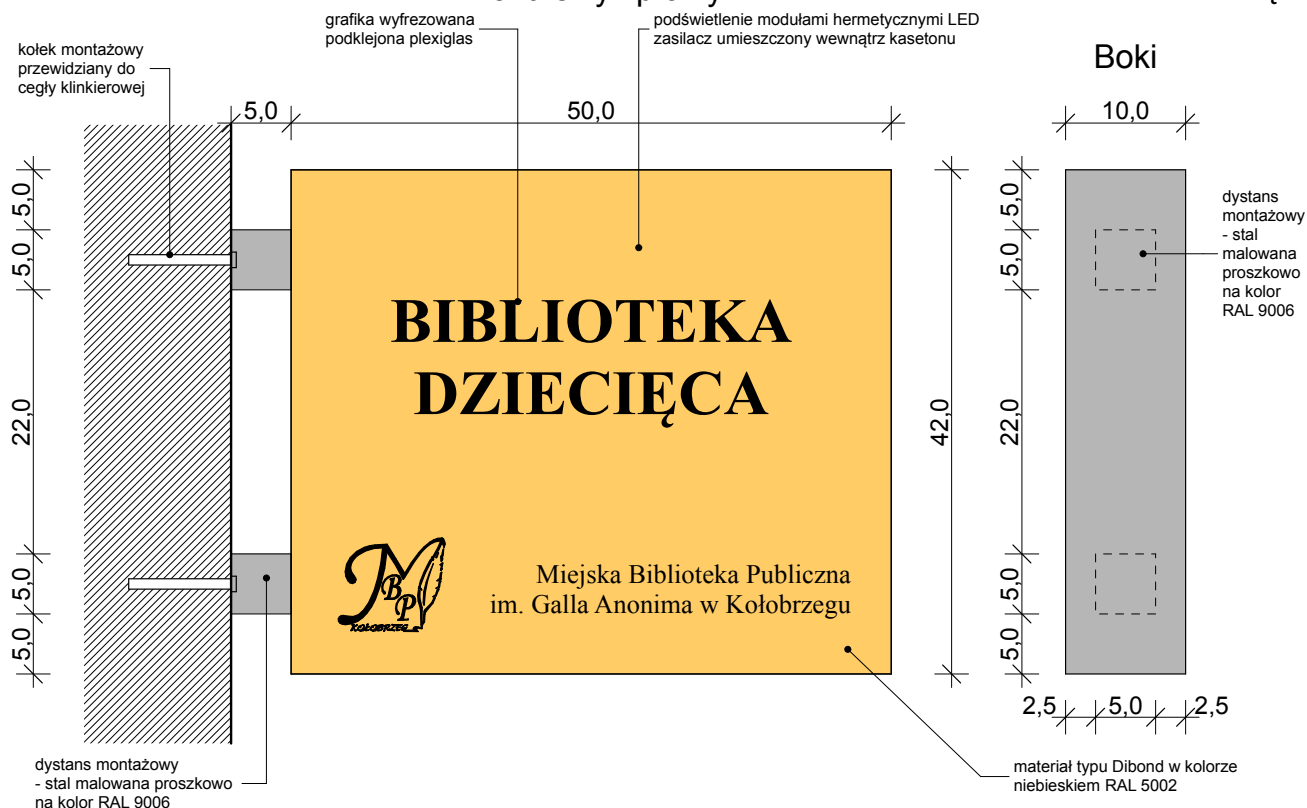 grafika wyfrezowana
podklejona plexiglas
podświetlenie modułami hermetycznymi LED
zasilacz umieszczony wewnątrz kasetonu
kołek montażowy
przewidziany do
cegły klinkierowej
Boki
5,0
50,0
10,0
5,0
5,0
22,0
5,0
5,0
BIBLIOTEKA
DZIECIĘCA
MBP
KOŁOBRZEG
Miejska Biblioteka Publiczna
im. Galla Anonima w Kołobrzegu
42,0
5,0
5,0
22,0
5,0
5,0
dystans
montażowy
- stal
malowana
proszkowo
na kolor
RAL 9006
2,5
5,0
2,5
dystans montażowy
- stal malowana proszkowo
na kolor RAL 9006
materiał typu Dibond w kolorze
niebieskiem RAL 5002